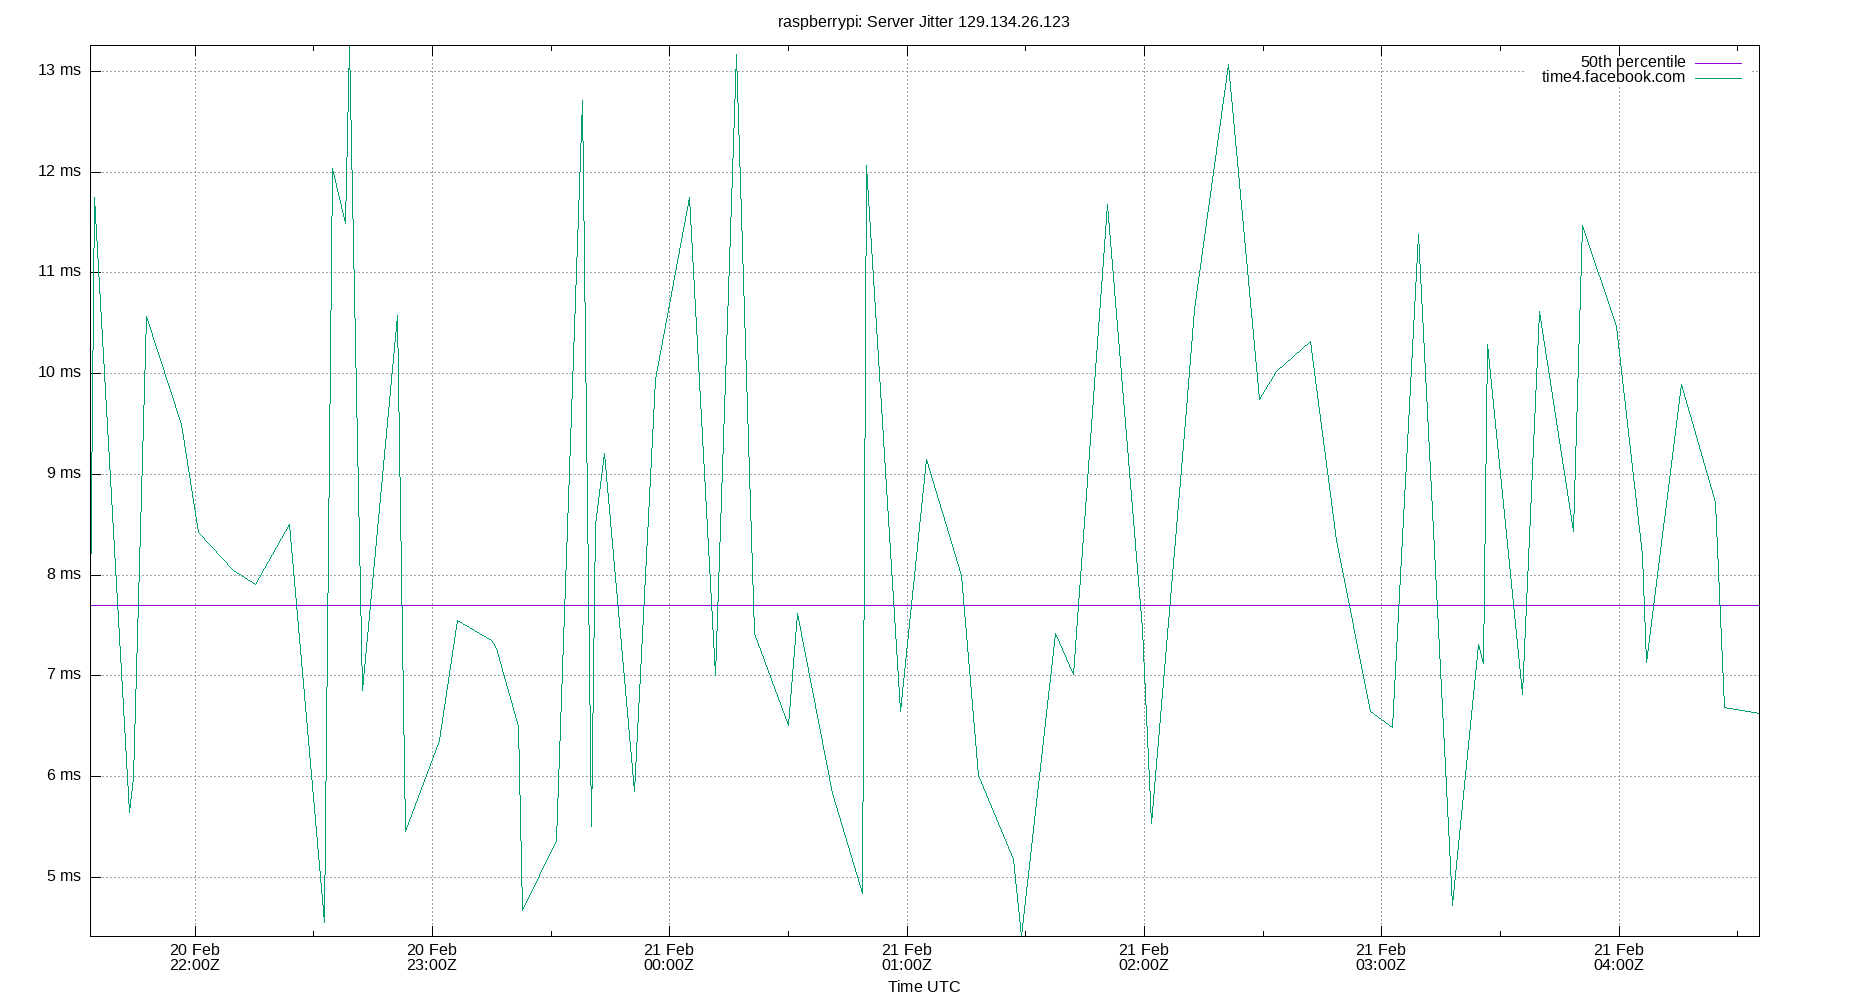 raspberrypi: Server Jitter 129.134.26.123
50th percentile
time4.facebook.com
13 ms
12 ms
11 ms
10 ms
9 ms
8 ms
7 ms
6 ms
5 ms
20 Feb 20 Feb 21 Feb 21 Feb 21 Feb 21 Feb 21 Feb
22:00Z 23:00Z 00:00Z 01:00Z 02:00Z 03:00Z 04:00Z
Time UTC